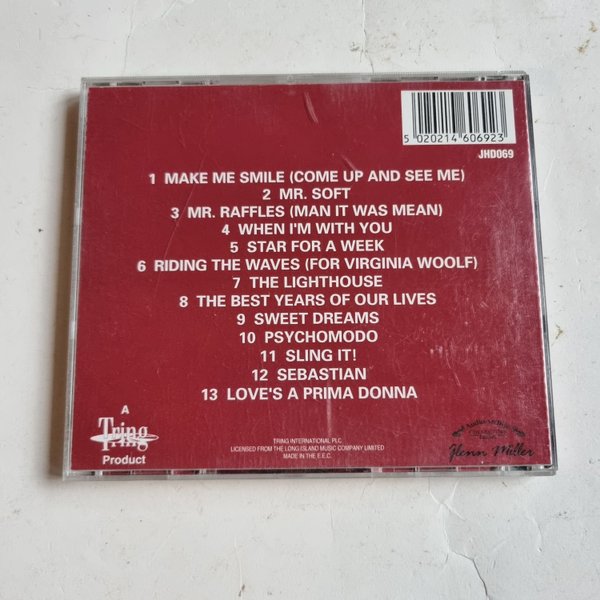 5 020214 606923
JHD069
1 MAKE ME SMILE (COME UP AND SEE ME)
2 MR. SOFT
3 MR. RAFFLES (MAN IT WAS MEAN)
4 WHEN I'M WITH YOU
5 STAR FOR A WEEK
6 RIDING THE WAVES (FOR VIRGINIA WOOLF)
7 THE LIGHTHOUSE
8 THE BEST YEARS OF OUR LIVES
9 SWEET DREAMS
10 PSYCHOMODO
11 SLING IT!
12 SEBASTIAN
13 LOVE'S A PRIMA DONNA
A
Tring
Product
TRING INTERNATIONAL PLC.
LICENSED FROM THE LONG ISLAND MUSIC COMPANY LIMITED
MADE IN THE E.E.C.
Glenn Miller